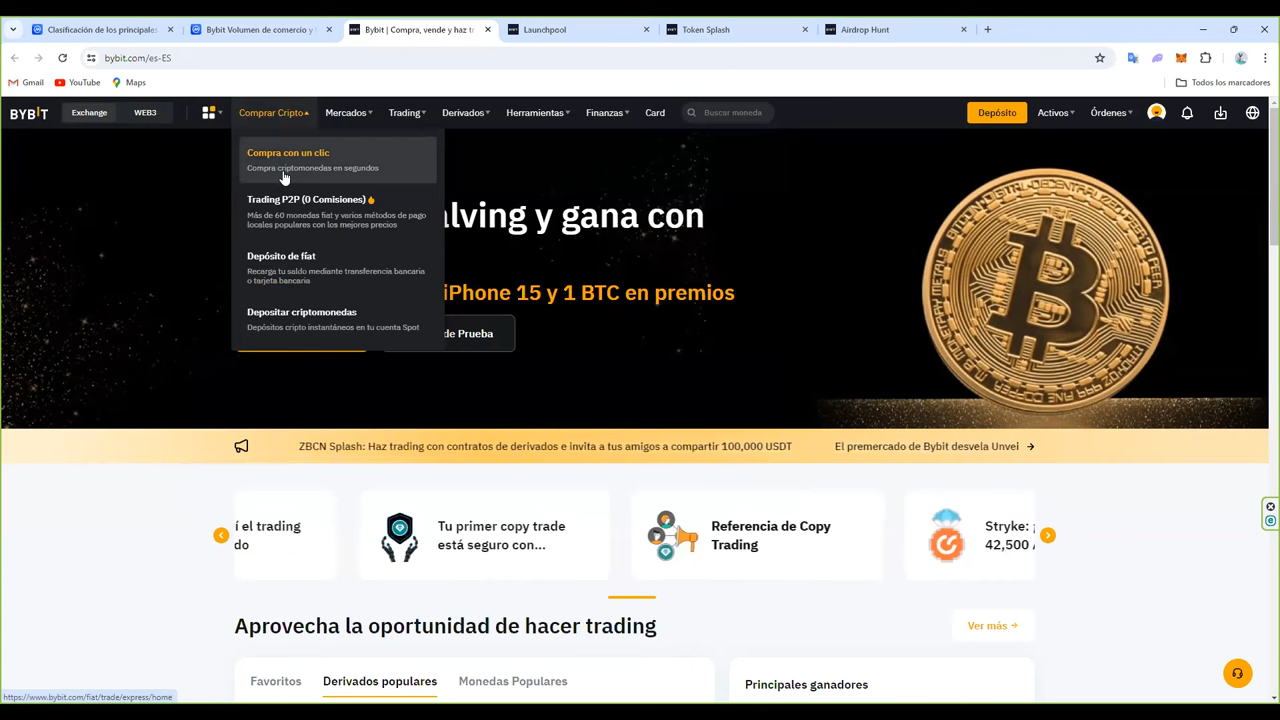 Clasificación de los principales
Bybit Volumen de comercio y
Bybit | Compra, vende y haz tr
Launchpool
Token Splash
Airdrop Hunt
bybit.com/es-ES
Gmail
YouTube
Maps
Todos los marcadores
BYBIT
Exchange
WEB3
Comprar Cripto
Mercados
Trading
Derivados
Herramientas
Finanzas
Card
Buscar moneda
Depósito
Activos
Órdenes
Compra con un clic
Compra criptomonedas en segundos
Trading P2P (0 Comisiones)
Más de 60 monedas fiat y varios métodos de pago
locales populares con los mejores precios
Depósito de fiat
Recarga tu saldo mediante transferencia bancaria
o tarjeta bancaria
Depositar criptomonedas
Depósitos cripto instantáneos en tu cuenta Spot
alving y gana con
iPhone 15 y 1 BTC en premios
de Prueba
ZBCN Splash: Haz trading con contratos de derivados e invita a tus amigos a compartir 100,000 USDT
El premercado de Bybit desvela Unvei
í el trading
do
Tu primer copy trade
está seguro con...
Referencia de Copy
Trading
Stryke: ¡
42,500
Aprovecha la oportunidad de hacer trading
Ver más
Favoritos
Derivados populares
Monedas Populares
Principales ganadores
https://www.bybit.com/fiat/trade/express/home